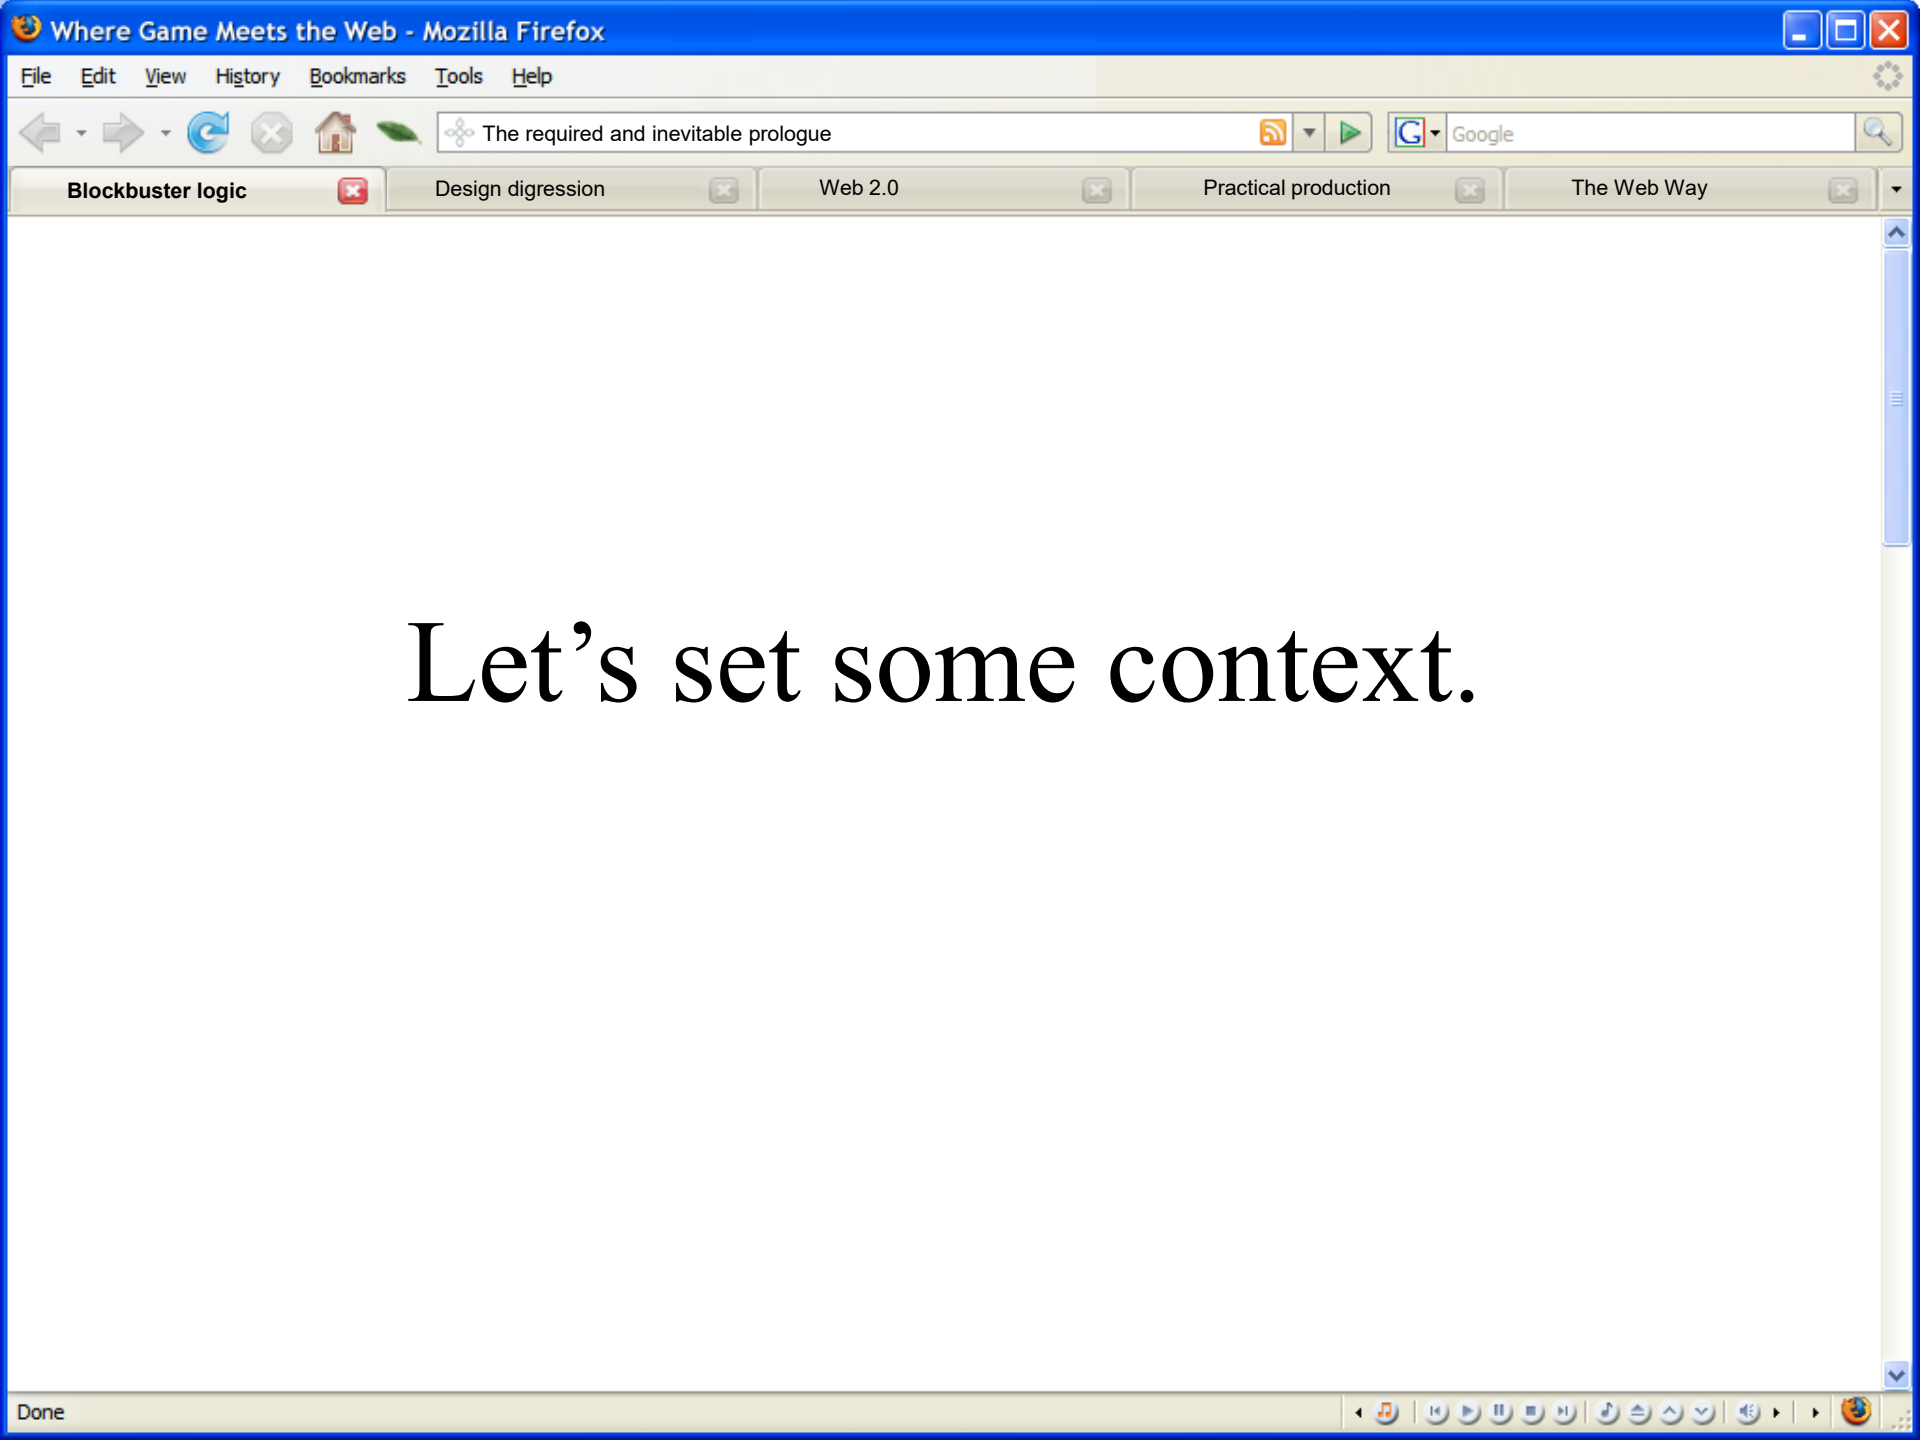 Where Game Meets the Web - Mozilla Firefox
File Edit View History Bookmarks Tools Help
The required and inevitable prologue G Google
Blockbuster logic Design digression Web 2.0 Practical production The Web Way
Let’s set some context.
Done